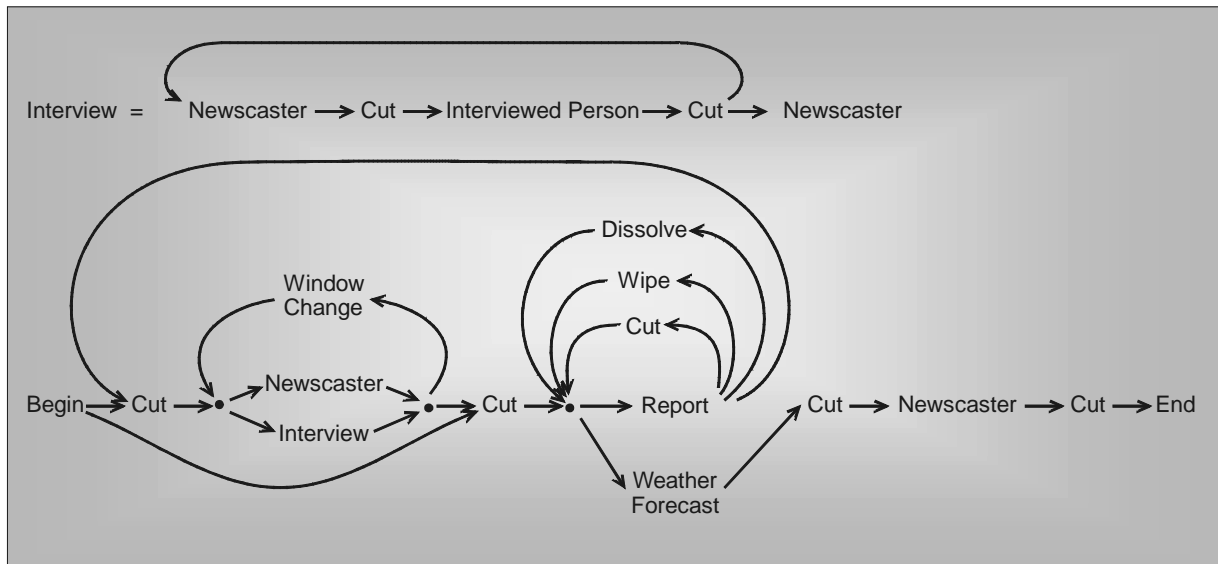 Interview = Newscaster Cut Interviewed Person Cut Newscaster
Dissolve
Wipe
Window
Change
Cut
Newscaster
Begin Cut Cut Report Cut Newscaster Cut End
Interview
Weather
Forecast